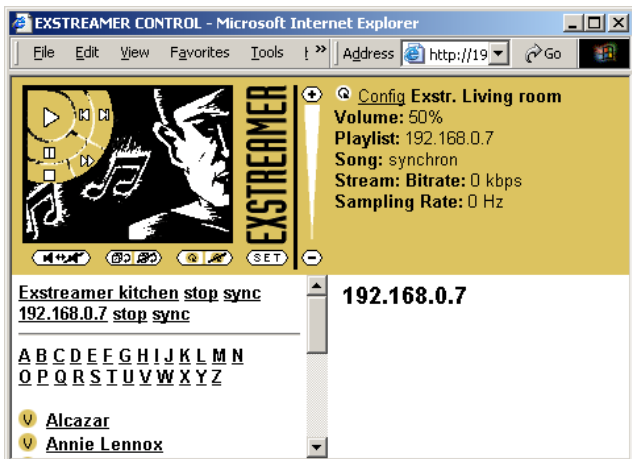 EXSTREAMER CONTROL - Microsoft Internet Explorer
File Edit View Favorites Tools » Address http://19 Go
EXSTREAMER
SET
Config Exstr. Living room
Volume: 50%
Playlist: 192.168.0.7
Song: synchron
Stream: Bitrate: 0 kbps
Sampling Rate: 0 Hz
Exstreamer kitchen stop sync
192.168.0.7 stop sync
A B C D E F G H I J K L M N
O P Q R S T U V W X Y Z
V Alcazar
V Annie Lennox
192.168.0.7